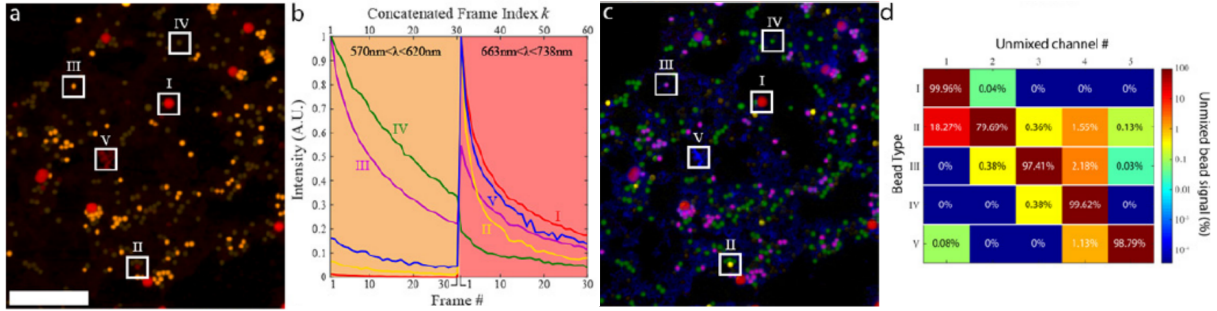 a
IV
III
I
V
II
b
Concatenated Frame Index k
1 10 20 30 40 50 60
570nm<λ<620nm
663nm<λ<738nm
Intensity (A.U.)
1
0.9
0.8
0.7
0.6
0.5
0.4
0.3
0.2
0.1
0
IV
III
I
V
II
1 10 20 30 1 10 20 30
Frame #
c
IV
III
I
V
II
d
Unmixed channel #
1 2 3 4 5
Bead Type
I 99.96% 0.04% 0% 0% 0%
II 18.27% 79.69% 0.36% 1.55% 0.13%
III 0% 0.38% 97.41% 2.18% 0.03%
IV 0% 0% 0.38% 99.62% 0%
V 0.08% 0% 0% 1.13% 98.79%
100
10
1
0.1
0.01
Unmixed bead signal (%)